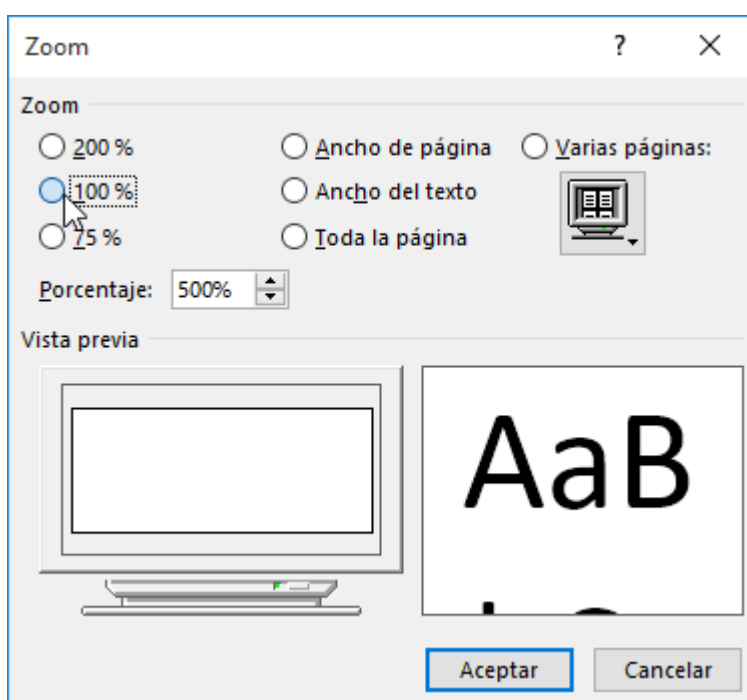 Zoom ?
Zoom
200 % Ancho de página Varias páginas:
100 % Ancho del texto
75 % Toda la página
Porcentaje: 500%
Vista previa
AaB
Aceptar Cancelar